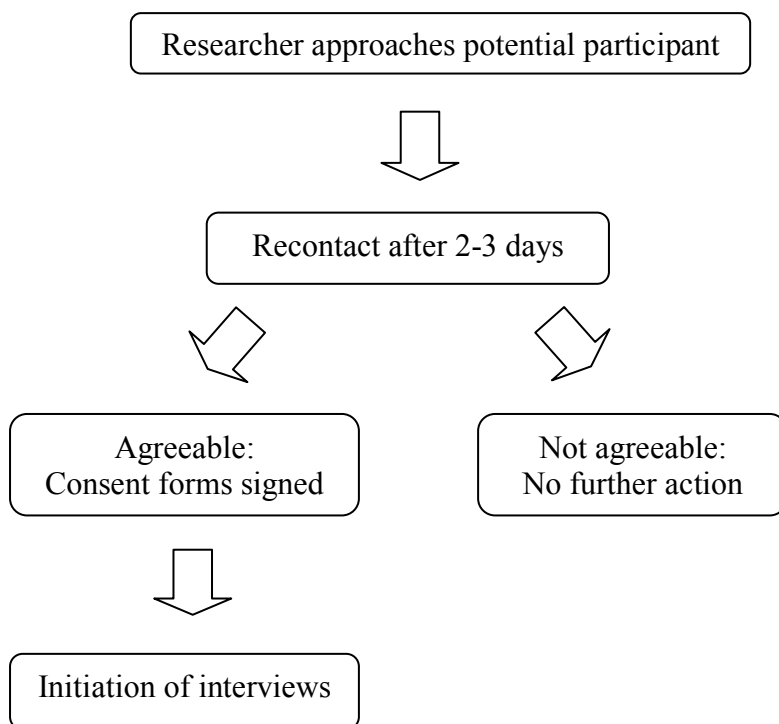 Researcher approaches potential participant
Recontact after 2-3 days
Agreeable:
Consent forms signed
Not agreeable:
No further action
Initiation of interviews